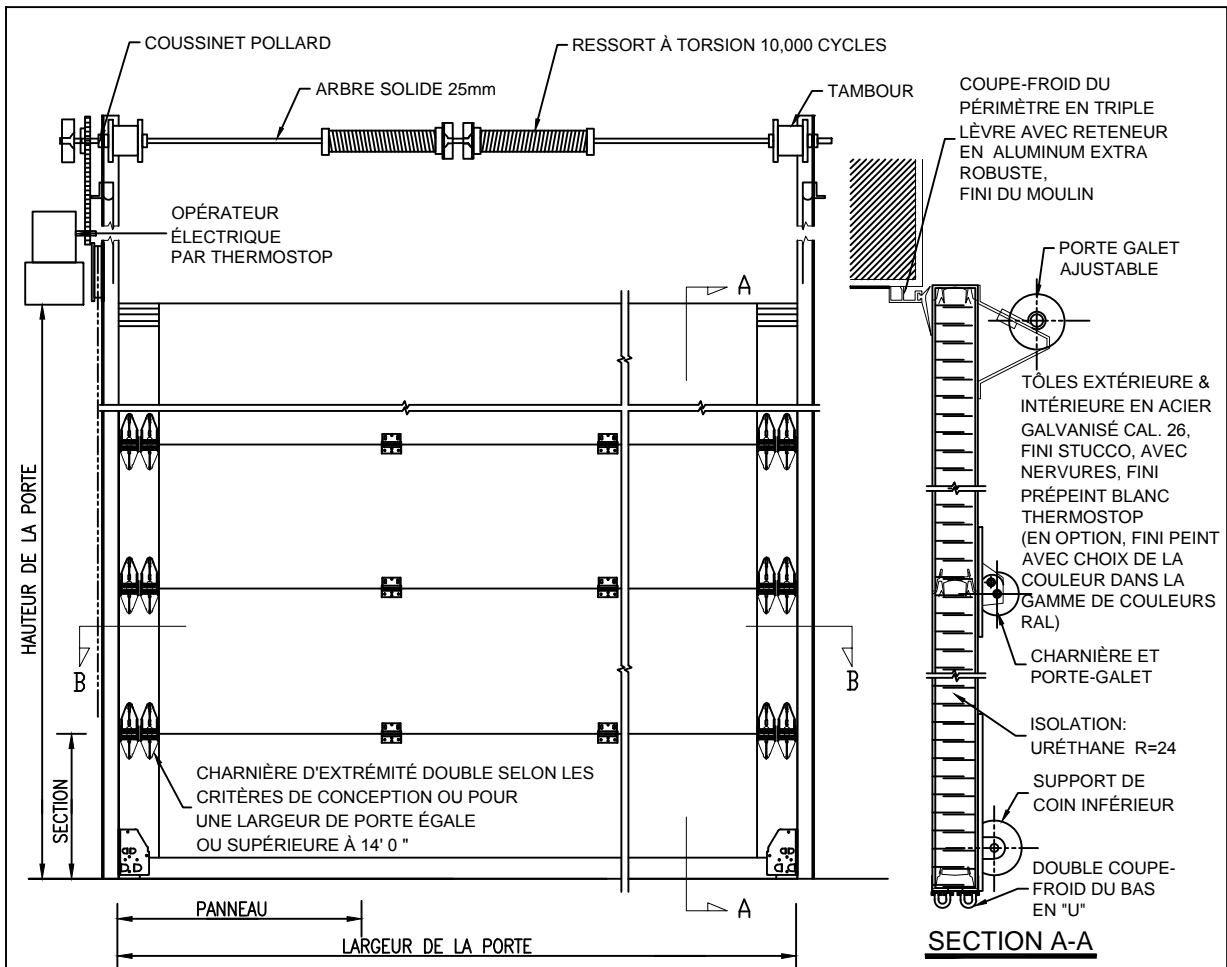 COUSSINET POLLARD
RESSORT À TORSION 10,000 CYCLES
ARBRE SOLIDE 25mm
TAMBOUR
COUPE-FROID DU
PÉRIMÈTRE EN TRIPLE
LÈVRE AVEC RETENEUR
EN ALUMINUM EXTRA
ROBUSTE,
FINI DU MOULIN
OPÉRATEUR
ÉLECTRIQUE
PAR THERMOSTOP
A
PORTE GALET
AJUSTABLE
TÔLES EXTÉRIEURE &
INTÉRIEURE EN ACIER
GALVANISÉ CAL. 26,
FINI STUCCO, AVEC
NERVURES, FINI
PRÉPEINT BLANC
THERMOSTOP
(EN OPTION, FINI PEINT
AVEC CHOIX DE LA
COULEUR DANS LA
GAMME DE COULEURS
RAL)
HAUTEUR DE LA PORTE
B
B
CHARNIÈRE ET
PORTE-GALET
ISOLATION:
URÉTHANE R=24
SECTION
CHARNIÈRE D'EXTRÉMITÉ DOUBLE SELON LES
CRITÈRES DE CONCEPTION OU POUR
UNE LARGEUR DE PORTE ÉGALE
OU SUPÉRIEURE À 14' 0 "
SUPPORT DE
COIN INFÉRIEUR
DOUBLE COUPE-
FROID DU BAS
EN "U"
PANNEAU
A
LARGEUR DE LA PORTE
SECTION A-A